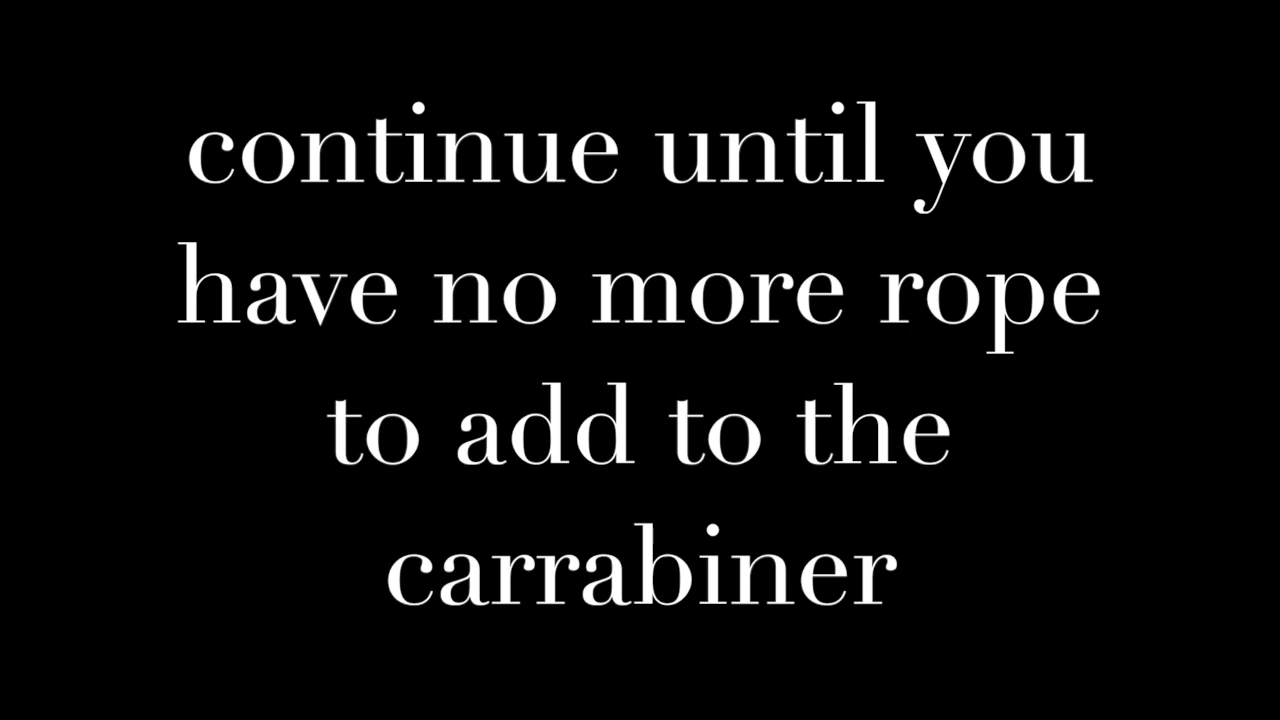 continue until you
have no more rope
to add to the
carrabiner